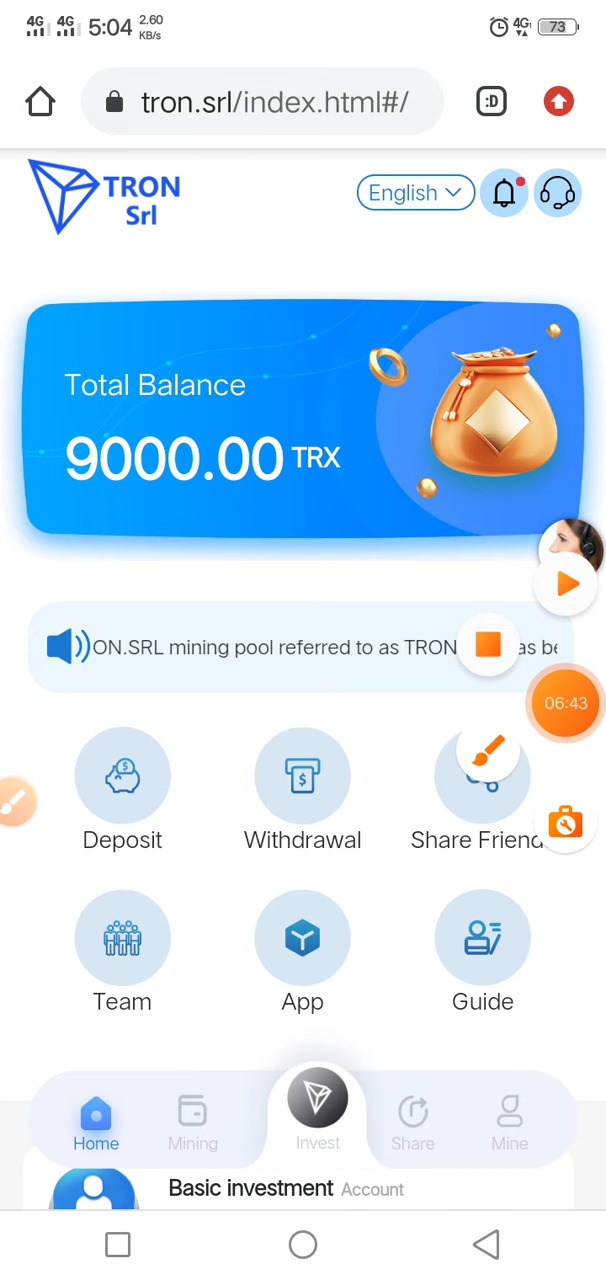 4G 4G 5:04 2.60 KB/s 4G 73
tron.srl/index.html#/ :D
TRON
Srl
English
Total Balance
9000.00 TRX
ON.SRL mining pool referred to as TRON
06:43
Deposit Withdrawal Share Friend
Team App Guide
Home Mining Invest Share Mine
Basic investment Account